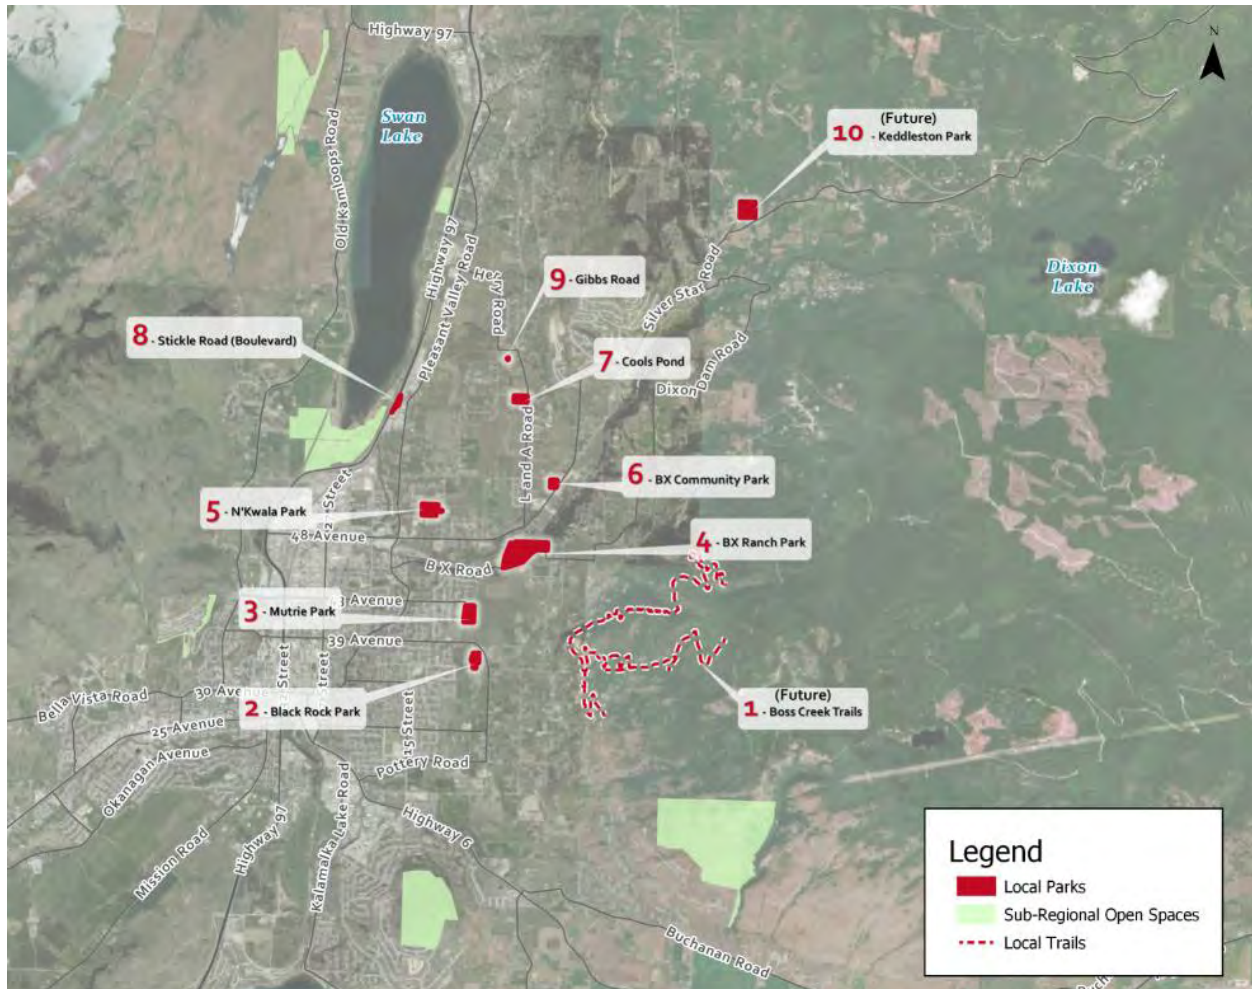 Highway 97
N
Swan
Lake
Old Kamloops Road
(Future)
10 - Keddleston Park
Highway 97
Pleasant Valley Road
9 - Gibbs Road
Road
Silver Star Road
Dixon
Lake
8 - Stickle Road (Boulevard)
7 - Cools Pond
Dixon Dam Road
L and A Road
6 - BX Community Park
5 - N'Kwala Park
Street
48 Avenue
4 - BX Ranch Park
B X Road
3 - Mutrie Park
Avenue
39 Avenue
Street
Street
30 Avenue
Bella Vista Road
2 - Black Rock Park
(Future)
1 - Boss Creek Trails
25 Avenue
15 Street
Okanagan Avenue
Pottery Road
Highway 6
Mission Road
Highway 97
Kalamalka Lake Road
Buchanan Road
Legend
Local Parks
Sub-Regional Open Spaces
Local Trails